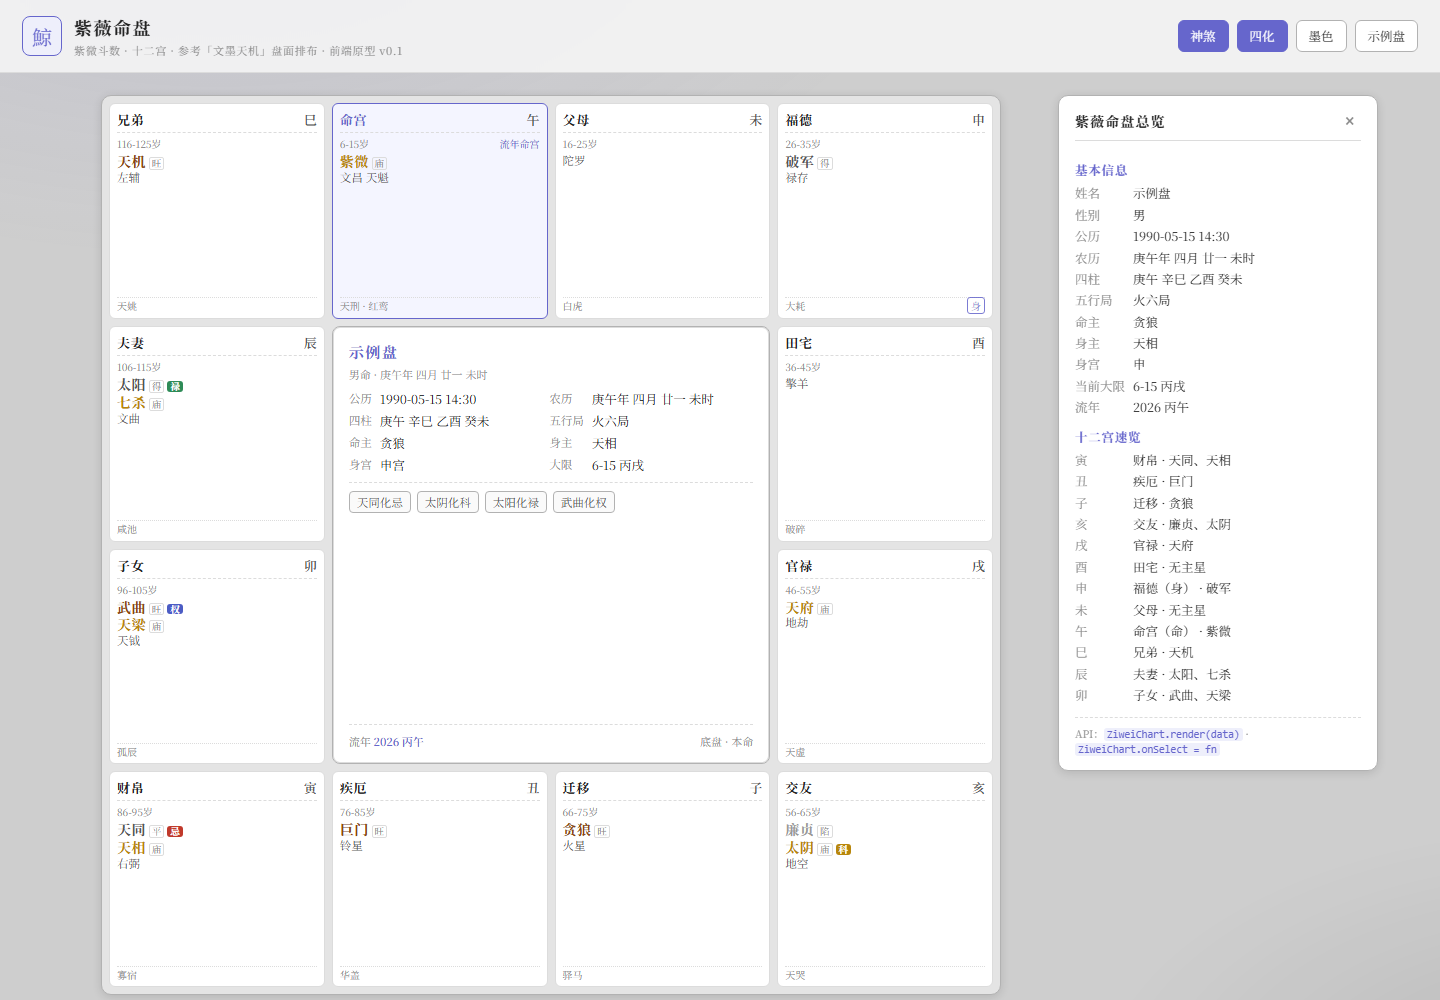 鯨
紫薇命盘
紫微斗数 · 十二宫 · 参考「文墨天机」盘面排布 · 前端原型 v0.1
神煞 四化 墨色 示例盘
兄弟 巳
116-125岁
天机 旺
左辅
天姚
命宫 午
6-15岁 流年命宫
紫微 庙
文昌 天魁
天刑 · 红鸾
父母 未
16-25岁
陀罗
白虎
福德 申
26-35岁
破军 得
禄存
大耗 身
夫妻 辰
106-115岁
太阳 得 禄
七杀 庙
文曲
咸池
示例盘
男命 · 庚午年 四月 廿一 未时
公历 1990-05-15 14:30 农历 庚午年 四月 廿一 未时
四柱 庚午 辛巳 乙酉 癸未 五行局 火六局
命主 贪狼 身主 天相
身宫 申宫 大限 6-15 丙戌
天同化忌 太阴化科 太阳化禄 武曲化权
流年 2026 丙午 底盘 · 本命
田宅 酉
36-45岁
擎羊
破碎
子女 卯
96-105岁
武曲 旺 权
天梁 庙
天钺
孤辰
官禄 戌
46-55岁
天府 庙
地劫
天虚
财帛 寅
86-95岁
天同 平 忌
天相 庙
右弼
寡宿
疾厄 丑
76-85岁
巨门 旺
铃星
华盖
迁移 子
66-75岁
贪狼 旺
火星
驿马
交友 亥
56-65岁
廉贞 陷
太阴 庙 科
地空
天哭
紫薇命盘总览 ×
基本信息
姓名 示例盘
性别 男
公历 1990-05-15 14:30
农历 庚午年 四月 廿一 未时
四柱 庚午 辛巳 乙酉 癸未
五行局 火六局
命主 贪狼
身主 天相
身宫 申
当前大限 6-15 丙戌
流年 2026 丙午
十二宫速览
寅 财帛 · 天同、天相
丑 疾厄 · 巨门
子 迁移 · 贪狼
亥 交友 · 廉贞、太阴
戌 官禄 · 天府
酉 田宅 · 无主星
申 福德（身） · 破军
未 父母 · 无主星
午 命宫（命） · 紫微
巳 兄弟 · 天机
辰 夫妻 · 太阳、七杀
卯 子女 · 武曲、天梁
API： ZiweiChart.render(data) ·
ZiweiChart.onSelect = fn